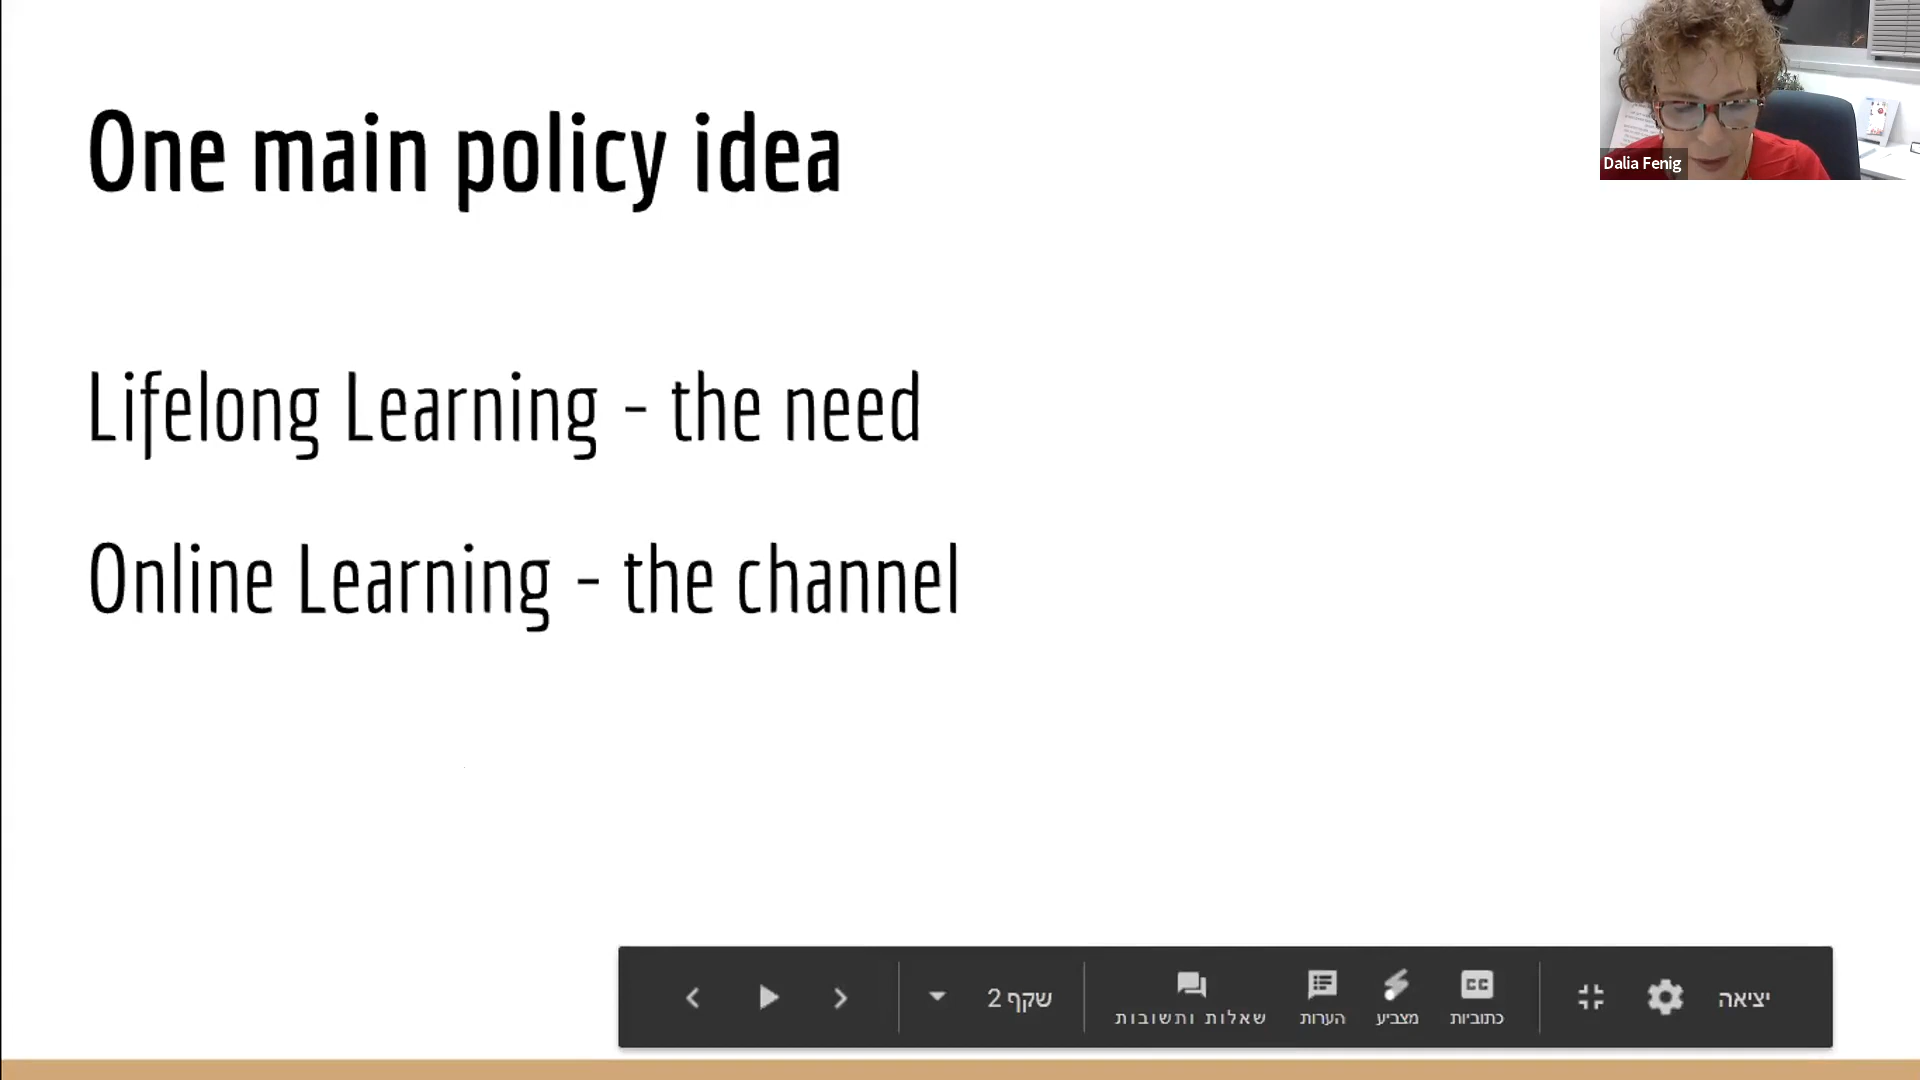 One main policy idea
Dalia Fenig
Lifelong Learning - the need
Online Learning - the channel
שקף 2
שאלות ותשובות
הערות
מצביע
CC
כתוביות
יציאה